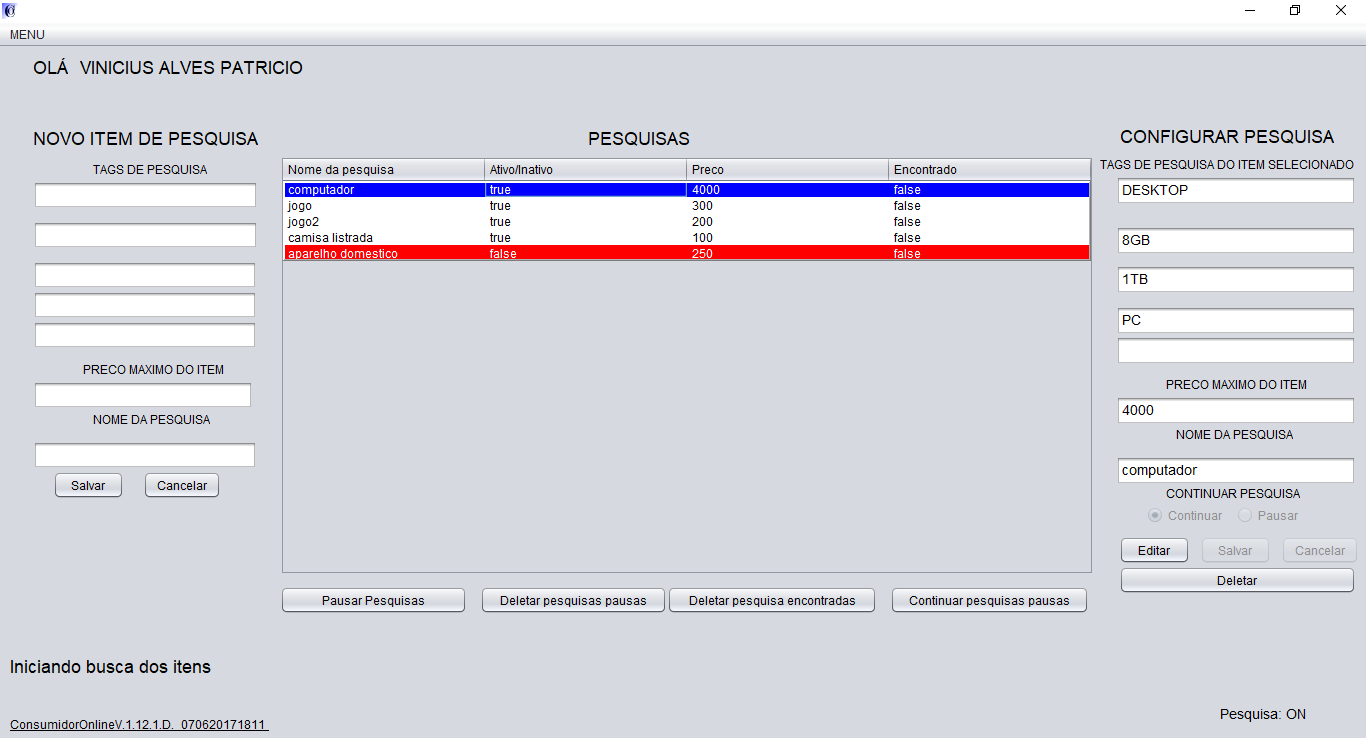 MENU
OLÁ VINICIUS ALVES PATRICIO
NOVO ITEM DE PESQUISA
TAGS DE PESQUISA
PRECO MAXIMO DO ITEM
NOME DA PESQUISA
Salvar Cancelar
PESQUISAS
Nome da pesquisa Ativo/Inativo Preco Encontrado
computador true 4000 false
jogo true 300 false
jogo2 true 200 false
camisa listrada true 100 false
aparelho domestico false 250 false
Pausar Pesquisas Deletar pesquisas pausas Deletar pesquisa encontradas Continuar pesquisas pausas
CONFIGURAR PESQUISA
TAGS DE PESQUISA DO ITEM SELECIONADO
DESKTOP
8GB
1TB
PC
PRECO MAXIMO DO ITEM
4000
NOME DA PESQUISA
computador
CONTINUAR PESQUISA
Continuar Pausar
Editar Salvar Cancelar
Deletar
Iniciando busca dos itens
ConsumidorOnlineV.1.12.1.D._070620171811_
Pesquisa: ON